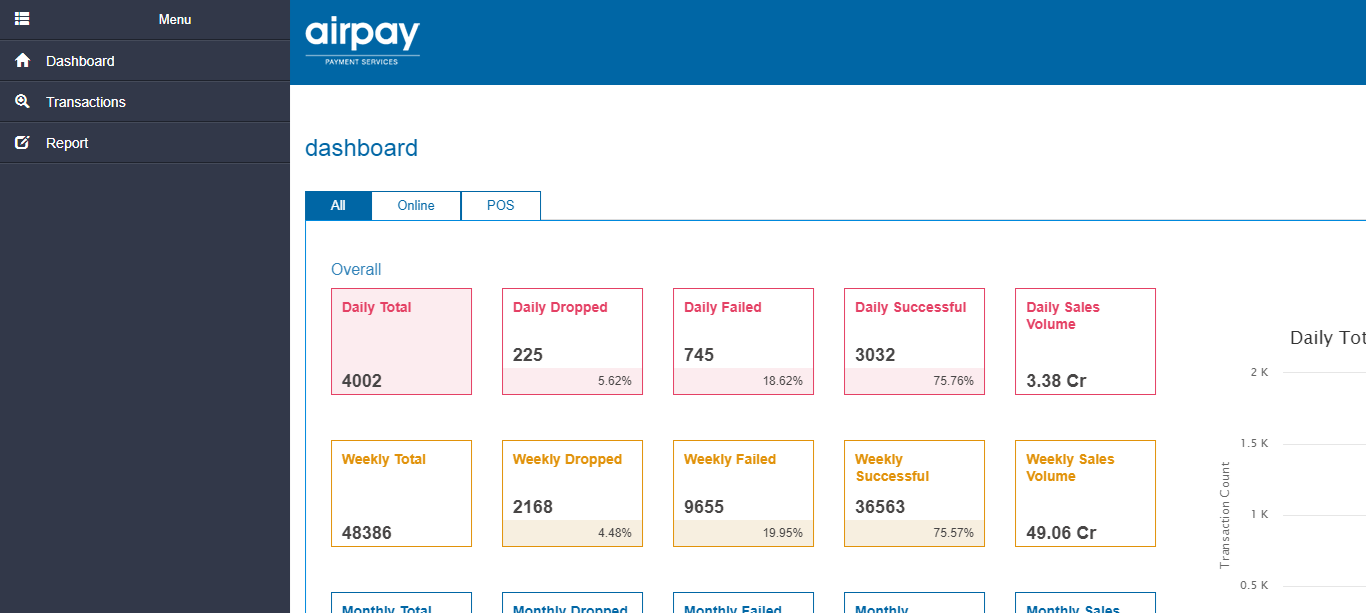 Menu
Dashboard
Transactions
Report
airpay
PAYMENT SERVICES
dashboard
All
Online
POS
Overall
Daily Total
4002
Daily Dropped
225
5.62%
Daily Failed
745
18.62%
Daily Successful
3032
75.76%
Daily Sales
Volume
3.38 Cr
Weekly Total
48386
Weekly Dropped
2168
4.48%
Weekly Failed
9655
19.95%
Weekly
Successful
36563
75.57%
Weekly Sales
Volume
49.06 Cr
Monthly Total
Monthly Dropped
Monthly Failed
Monthly
Monthly Sales
Daily Tot
2 K
1.5 K
1 K
0.5 K
Transaction Count